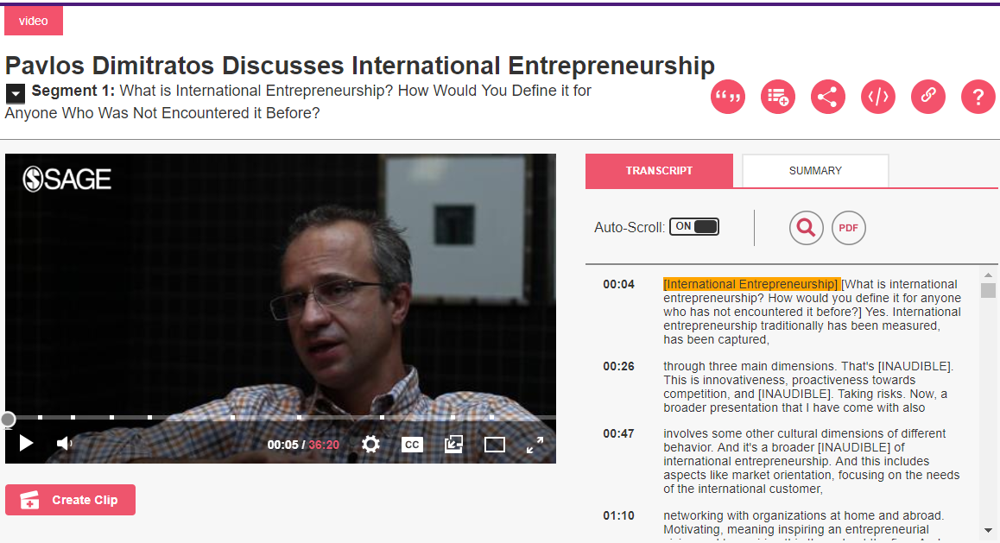 video
Pavlos Dimitratos Discusses International Entrepreneurship
Segment 1: What is International Entrepreneurship? How Would You Define it for
Anyone Who Was Not Encountered it Before?
“ ” </> ?
SAGE
TRANSCRIPT
SUMMARY
Auto-Scroll: ON
PDF
00:04
[International Entrepreneurship] [What is international
entrepreneurship? How would you define it for anyone
who has not encountered it before?] Yes. International
entrepreneurship traditionally has been measured,
has been captured,
00:26
through three main dimensions. That's [INAUDIBLE].
This is innovativeness, proactiveness towards
competition, and [INAUDIBLE]. Taking risks. Now, a
broader presentation that I have come with also
00:47
involves some other cultural dimensions of different
behavior. And it's a broader [INAUDIBLE] of
international entrepreneurship. And this includes
aspects like market orientation, focusing on the needs
of the international customer,
01:10
networking with organizations at home and abroad.
Motivating, meaning inspiring an entrepreneurial
00:05 / 36:20
CC
Create Clip